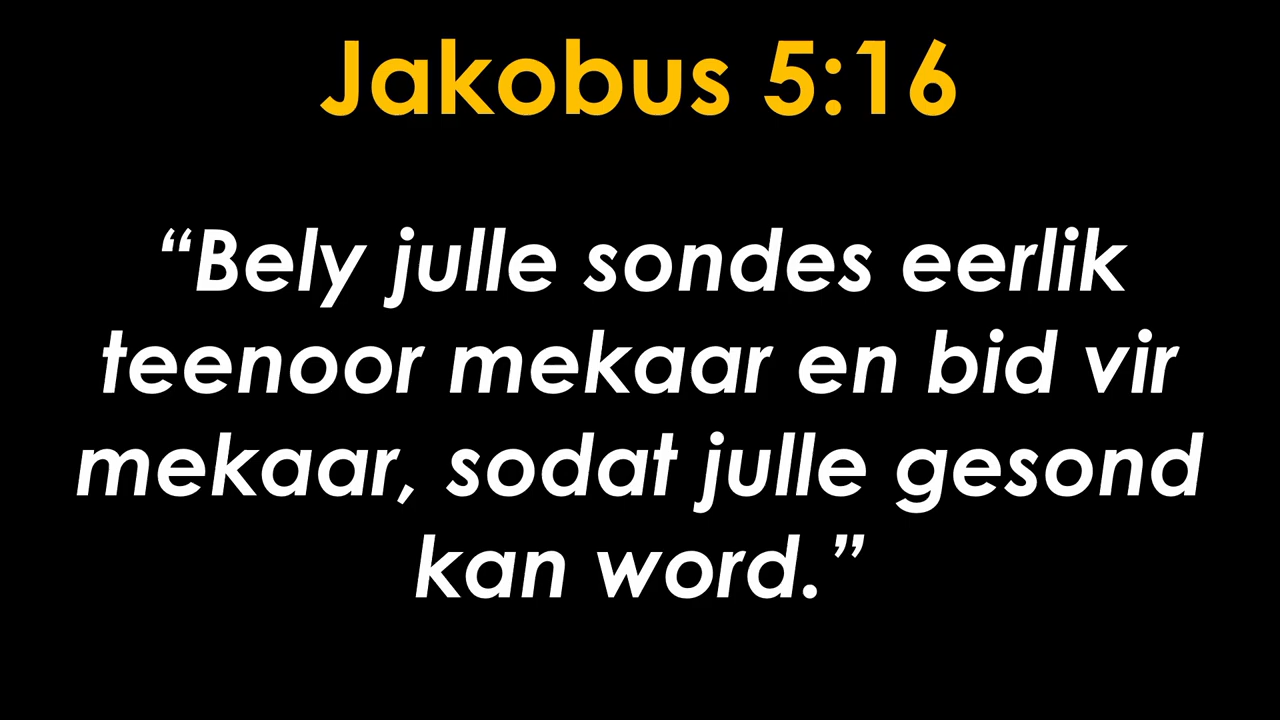 Jakobus 5:16
“Bely julle sondes eerlik
teenoor mekaar en bid vir
mekaar, sodat julle gesond
kan word.”